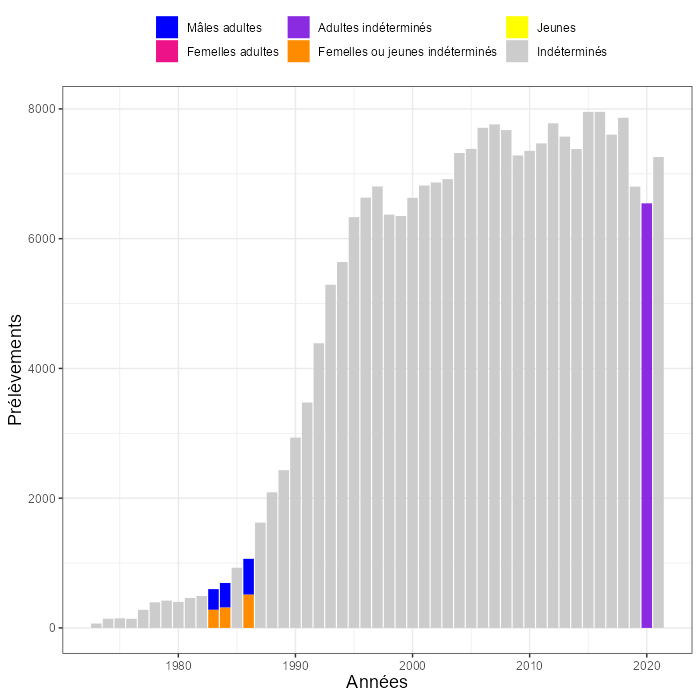 Mâles adultes
Adultes indéterminés
Jeunes
Femelles adultes
Femelles ou jeunes indéterminés
Indéterminés
8000
6000
4000
2000
0
Prélèvements
1980
1990
2000
2010
2020
Années